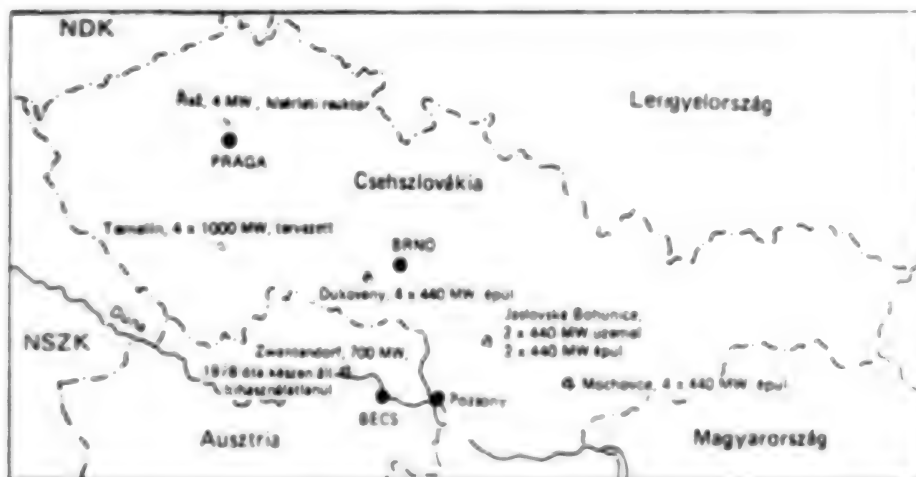 NDK
Řež, 4 MW, kísérleti reaktor
Lengyelország
PRÁGA
Csehszlovákia
Temelín, 4 x 1000 MW, tervezett
BRNO
Dukovany, 4 x 440 MW, épül
Duna
Jaslovské Bohunice,
2 x 440 MW üzemel
2 x 440 MW épül
NSZK
Zwentendorf, 700 MW,
1978 óta készen áll
kihasználatlanul
Mochovce, 4 x 440 MW, épül
BÉCS
Pozsony
Ausztria
Magyarország